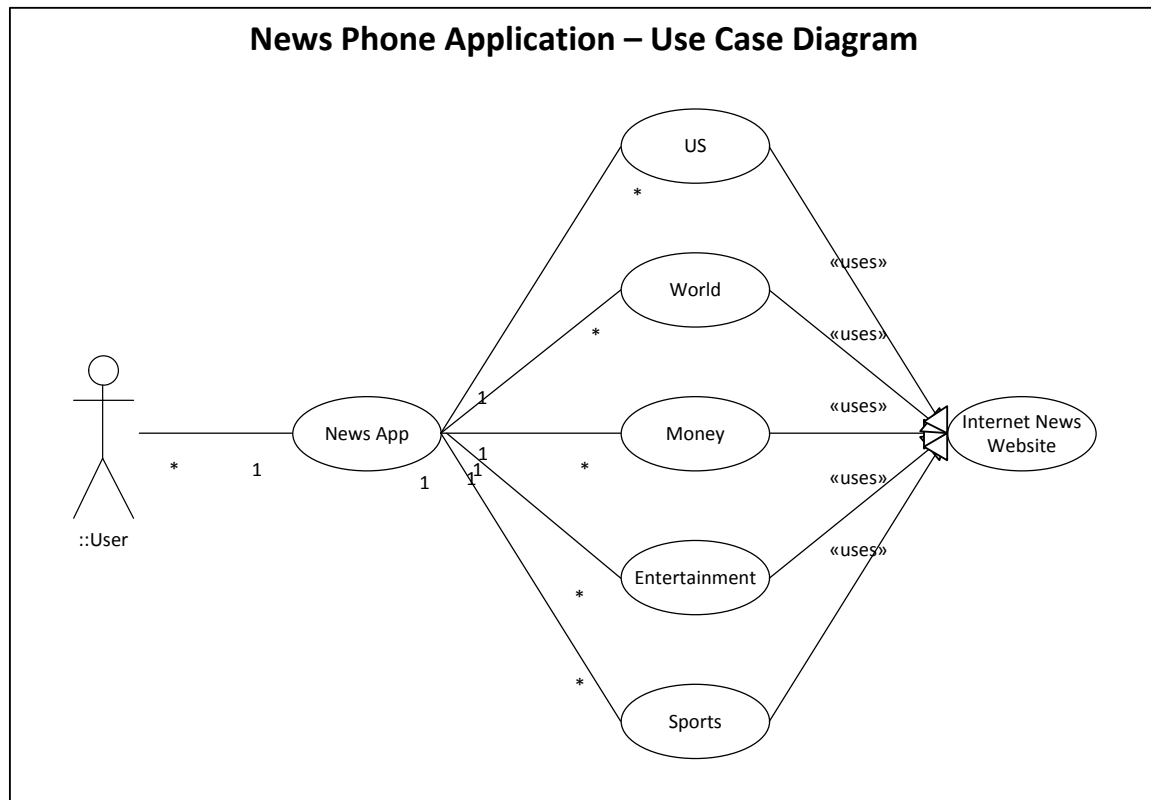 News Phone Application – Use Case Diagram
US
*
«uses»
World
*
«uses»
1
«uses»
News App
Money
Internet News
Website
1
*
1
*
1
1
1
1
«uses»
::User
«uses»
Entertainment
*
*
Sports